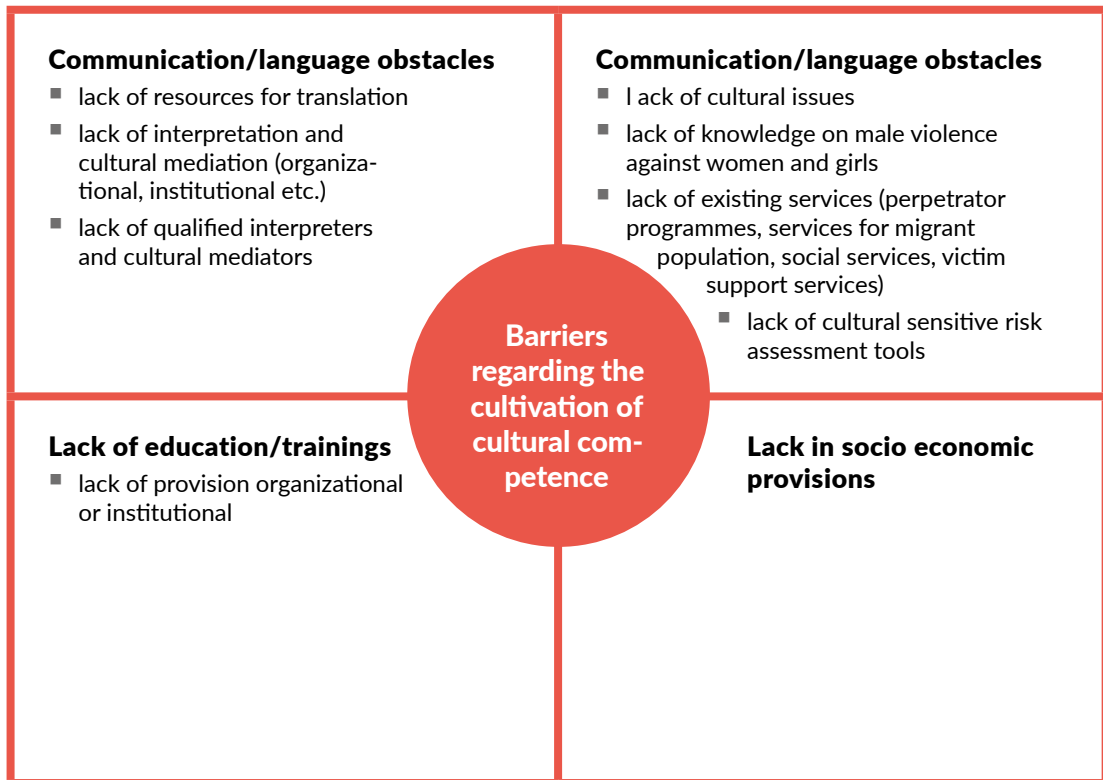 Communication/language obstacles
lack of resources for translation
lack of interpretation and
cultural mediation (organiza-
tional, institutional etc.)
lack of qualified interpreters
and cultural mediators
Communication/language obstacles
l ack of cultural issues
lack of knowledge on male violence
against women and girls
lack of existing services (perpetrator
programmes, services for migrant
population, social services, victim
support services)
lack of cultural sensitive risk
assessment tools
Barriers
regarding the
cultivation of
cultural com-
petence
Lack of education/trainings
lack of provision organizational
or institutional
Lack in socio economic
provisions